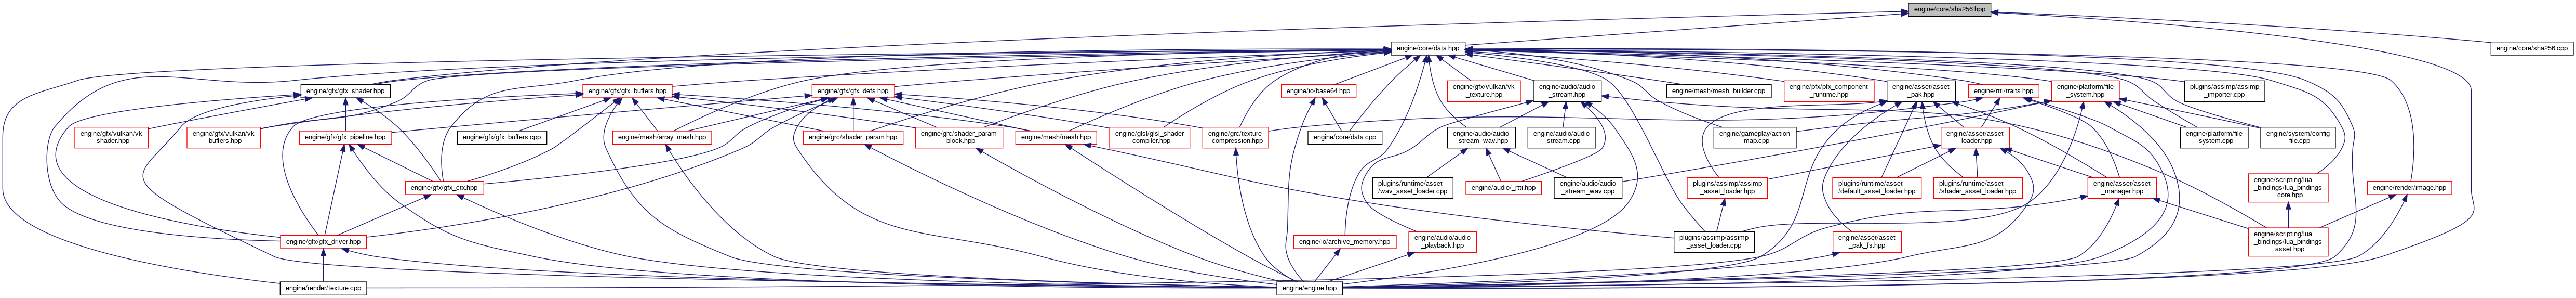 engine/core/sha256.hpp
engine/core/data.hpp
engine/core/sha256.cpp
engine/gfx/gfx_shader.hpp
engine/gfx/gfx_buffers.hpp
engine/gfx/gfx_defs.hpp
engine/io/base64.hpp
engine/gfx/vulkan/vk
_texture.hpp
engine/audio/audio
_stream.hpp
engine/mesh/mesh_builder.cpp
engine/pfx/pfx_component
_runtime.hpp
engine/asset/asset
_pak.hpp
engine/rtti/traits.hpp
engine/platform/file
_system.hpp
plugins/assimp/assimp
_importer.cpp
engine/gfx/vulkan/vk
_shader.hpp
engine/gfx/vulkan/vk
_buffers.hpp
engine/gfx/gfx_pipeline.hpp
engine/gfx/gfx_buffers.cpp
engine/mesh/array_mesh.hpp
engine/grc/shader_param.hpp
engine/grc/shader_param
_block.hpp
engine/mesh/mesh.hpp
engine/glsl/glsl_shader
_compiler.hpp
engine/grc/texture
_compression.hpp
engine/core/data.cpp
engine/audio/audio
_stream_wav.hpp
engine/audio/audio
_stream.cpp
engine/gameplay/action
_map.cpp
engine/asset/asset
_loader.hpp
engine/platform/file
_system.cpp
engine/system/config
_file.cpp
engine/gfx/gfx_ctx.hpp
plugins/runtime/asset
/wav_asset_loader.cpp
engine/audio/_rtti.hpp
engine/audio/audio
_stream_wav.cpp
plugins/assimp/assimp
_asset_loader.hpp
plugins/runtime/asset
/default_asset_loader.hpp
plugins/runtime/asset
/shader_asset_loader.hpp
engine/asset/asset
_manager.hpp
engine/scripting/lua
_bindings/lua_bindings
_core.hpp
engine/render/image.hpp
engine/gfx/gfx_driver.hpp
engine/io/archive_memory.hpp
engine/audio/audio
_playback.hpp
plugins/assimp/assimp
_asset_loader.cpp
engine/asset/asset
_pak_fs.hpp
engine/scripting/lua
_bindings/lua_bindings
_asset.hpp
engine/render/texture.cpp
engine/engine.hpp